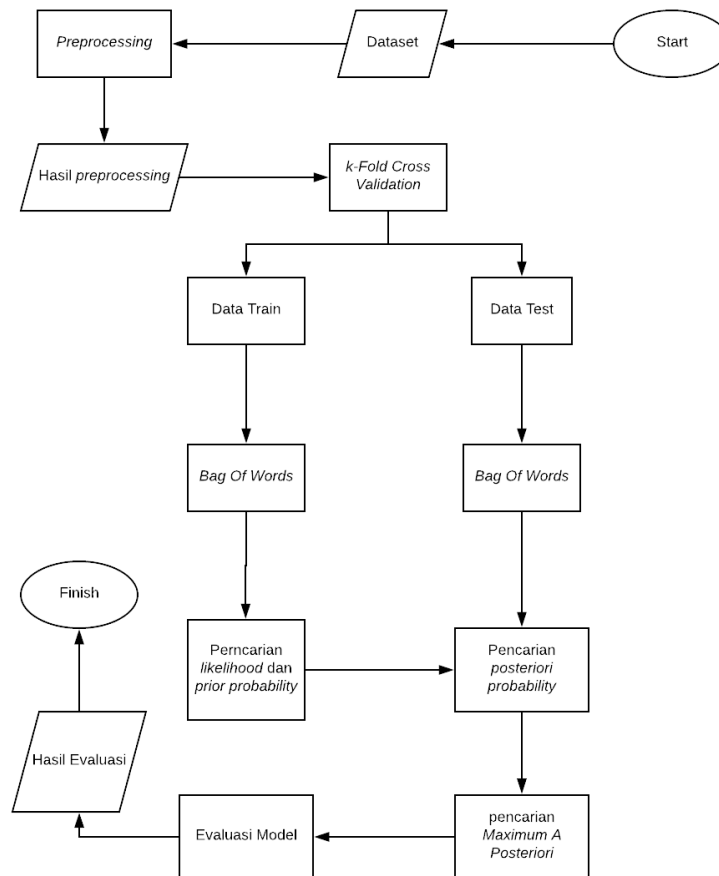 Start
Dataset
Preprocessing
Hasil preprocessing
k-Fold Cross
Validation
Data Train
Data Test
Bag Of Words
Bag Of Words
Perncarian
likelihood dan
prior probability
Pencarian
posteriori
probability
pencarian
Maximum A
Posteriori
Evaluasi Model
Hasil Evaluasi
Finish